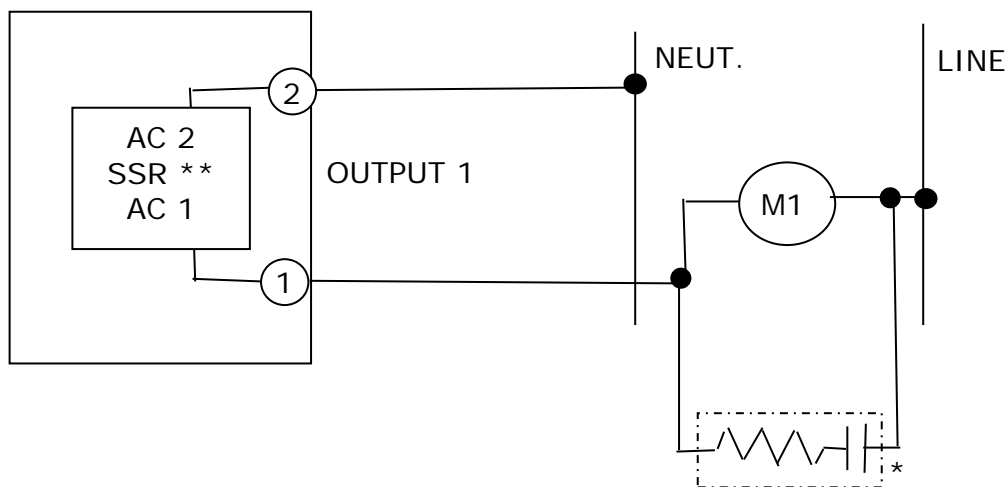 NEUT.
LINE
2
AC 2
SSR **
AC 1
OUTPUT 1
M1
1
*